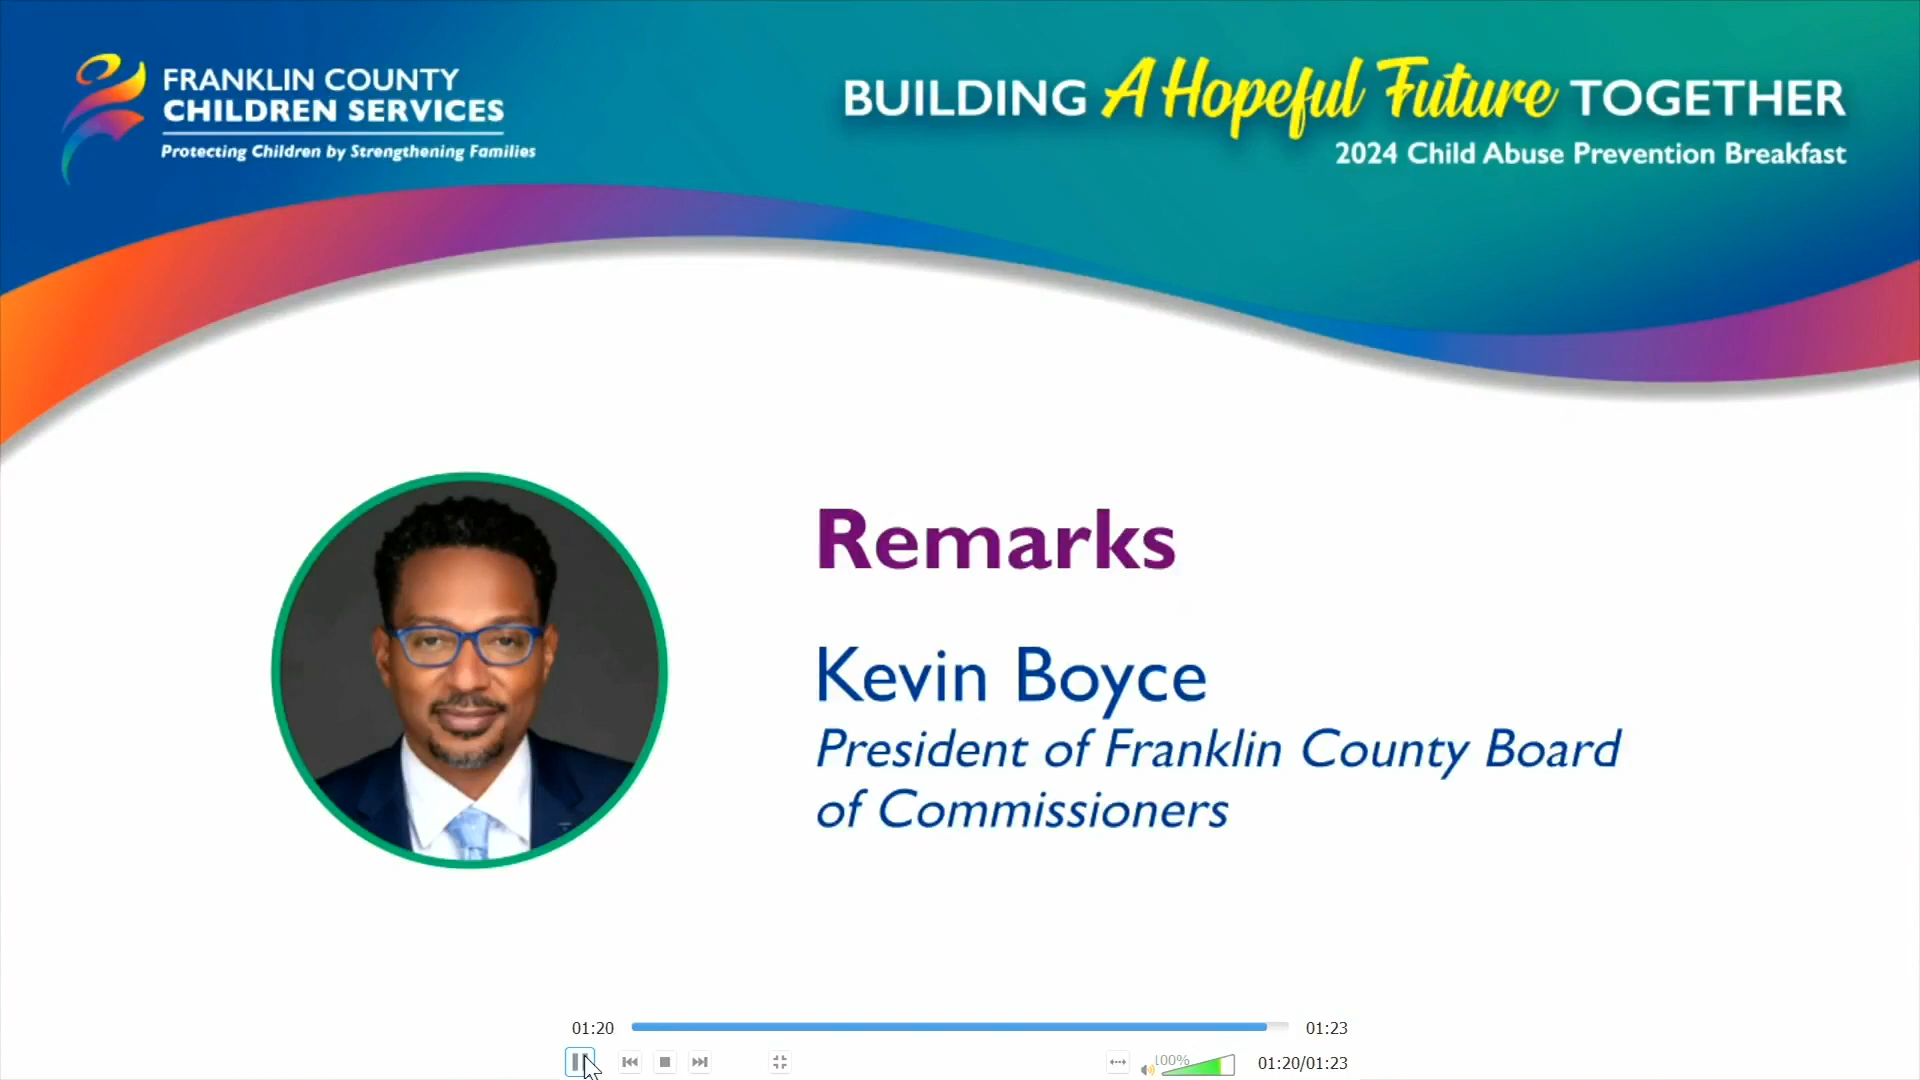 FRANKLIN COUNTY
CHILDREN SERVICES
Protecting Children by Strengthening Families
BUILDING A Hopeful Future TOGETHER
2024 Child Abuse Prevention Breakfast
Remarks
Kevin Boyce
President of Franklin County Board
of Commissioners
01:20 01:23
100% 01:20/01:23